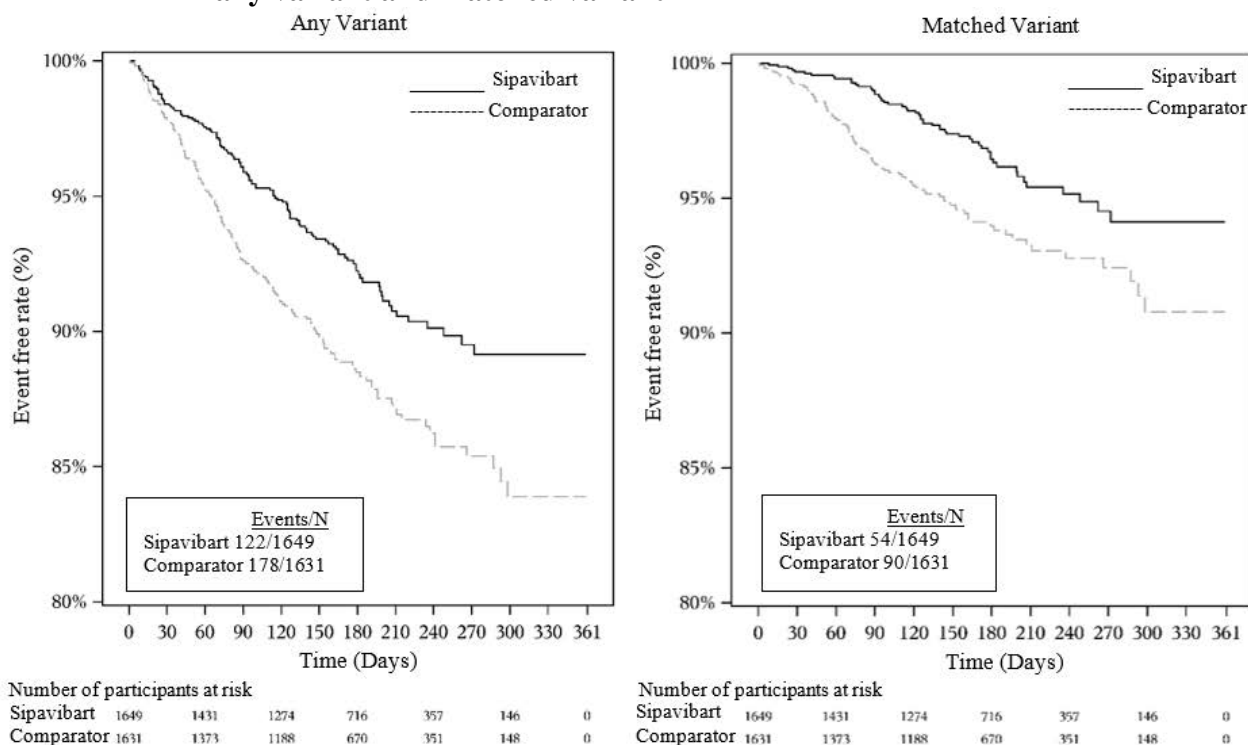 any variant and matched variant
Any Variant
100%
95%
90%
85%
80%
Event free rate (%)
Sipavibart
Comparator
Events/N
Sipavibart 122/1649
Comparator 178/1631
0 30 60 90 120 150 180 210 240 270 300 330 361
Time (Days)
Number of participants at risk
Sipavibart 1649 1431 1274 716 357 146 0
Comparator 1631 1373 1188 670 351 148 0
Matched Variant
100%
95%
90%
85%
80%
Event free rate (%)
Sipavibart
Comparator
Events/N
Sipavibart 54/1649
Comparator 90/1631
0 30 60 90 120 150 180 210 240 270 300 330 361
Time (Days)
Number of participants at risk
Sipavibart 1649 1431 1274 716 357 146 0
Comparator 1631 1373 1188 670 351 148 0